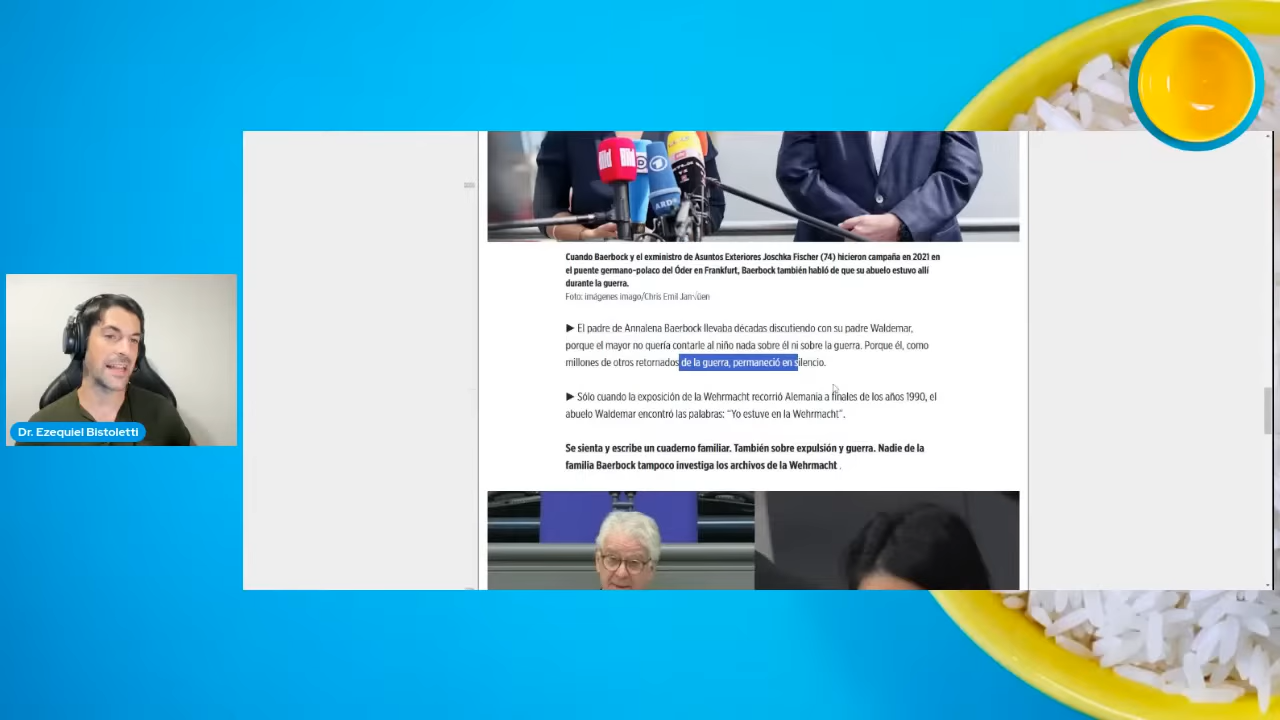 Bild
ARD
Cuando Baerbock y el exministro de Asuntos Exteriores Joschka Fischer (74) hicieron campaña en 2021 en
el puente germano-polaco del Óder en Frankfurt, Baerbock también habló de que su abuelo estuvo allí
durante la guerra.
Foto: imágenes imago/Chris Emil
▶ El padre de Annalena Baerbock llevaba décadas discutiendo con su padre Waldemar,
porque el mayor no quería contarle al niño nada sobre él ni sobre la guerra. Porque él, como
millones de otros retornados de la guerra, permaneció en silencio.
▶ Sólo cuando la exposición de la Wehrmacht recorrió Alemania a finales de los años 1990, el
abuelo Waldemar encontró las palabras: “Yo estuve en la Wehrmacht”.
Se sienta y escribe un cuaderno familiar. También sobre expulsión y guerra. Nadie de la
familia Baerbock tampoco investiga los archivos de la Wehrmacht .
Dr. Ezequiel Bistoletti